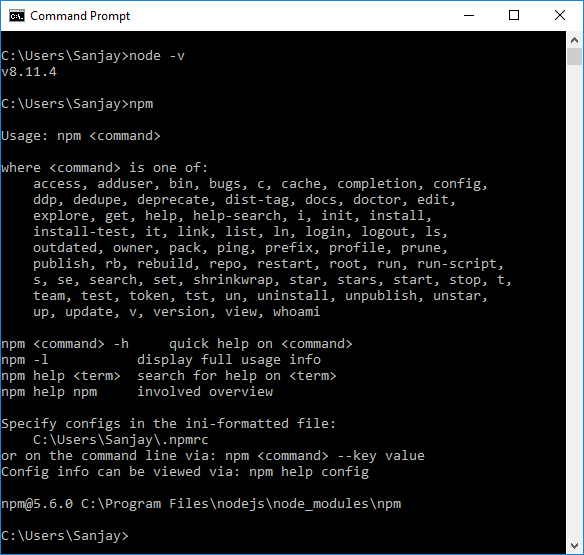 Command Prompt
C:\Users\Sanjay>node -v
v8.11.4
C:\Users\Sanjay>npm
Usage: npm <command>
where <command> is one of:
    access, adduser, bin, bugs, c, cache, completion, config,
    ddp, dedupe, deprecate, dist-tag, docs, doctor, edit,
    explore, get, help, help-search, i, init, install,
    install-test, it, link, list, ln, login, logout, ls,
    outdated, owner, pack, ping, prefix, profile, prune,
    publish, rb, rebuild, repo, restart, root, run, run-script,
    s, se, search, set, shrinkwrap, star, stars, start, stop, t,
    team, test, token, tst, un, uninstall, unpublish, unstar,
    up, update, v, version, view, whoami
npm <command> -h     quick help on <command>
npm -l           display full usage info
npm help <term>  search for help on <term>
npm help npm     involved overview
Specify configs in the ini-formatted file:
    C:\Users\Sanjay\.npmrc
or on the command line via: npm <command> --key value
Config info can be viewed via: npm help config
npm@5.6.0 C:\Program Files\nodejs\node_modules\npm
C:\Users\Sanjay>